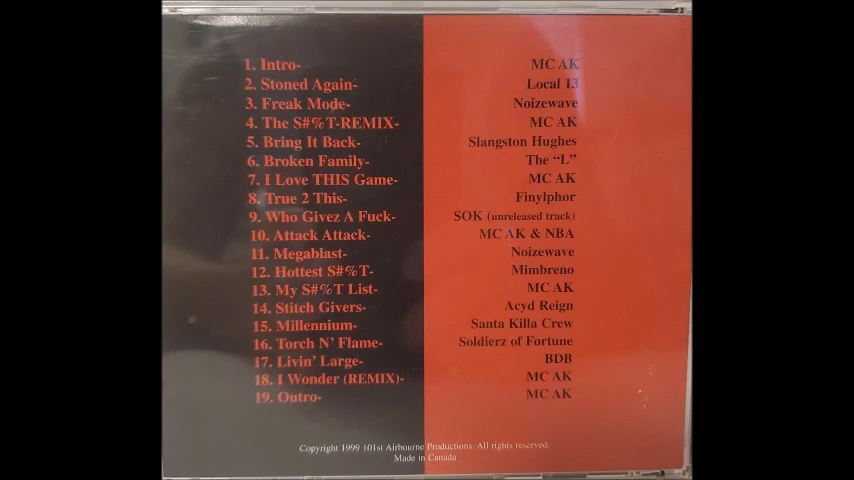 1. Intro- MC AK
2. Stoned Again- Local 13
3. Freak Mode- Noizewave
4. The S#%T-REMIX- MC AK
5. Bring It Back- Slangston Hughes
6. Broken Family- The “L”
7. I Love THIS Game- MC AK
8. True 2 This- Finylphor
9. Who Givez A Fuck- SOK (unreleased track)
10. Attack Attack- MC AK & NBA
11. Megablast- Noizewave
12. Hottest S#%T- Mimbreno
13. My S#%T List- MC AK
14. Stitch Givers- Acyd Reign
15. Millennium- Santa Killa Crew
16. Torch N’ Flame- Soldierz of Fortune
17. Livin’ Large- BDB
18. I Wonder (REMIX)- MC AK
19. Outro- MC AK
Copyright 1999 101st Airbourne Productions. All rights reserved.
Made in Canada